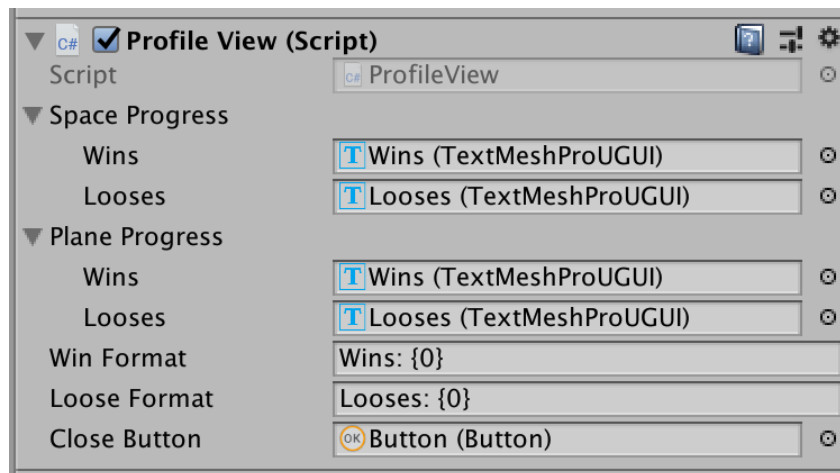 C# Profile View (Script)
Script C# ProfileView
Space Progress
Wins T Wins (TextMeshProUGUI)
Looses T Looses (TextMeshProUGUI)
Plane Progress
Wins T Wins (TextMeshProUGUI)
Looses T Looses (TextMeshProUGUI)
Win Format Wins: {0}
Loose Format Looses: {0}
Close Button OK Button (Button)